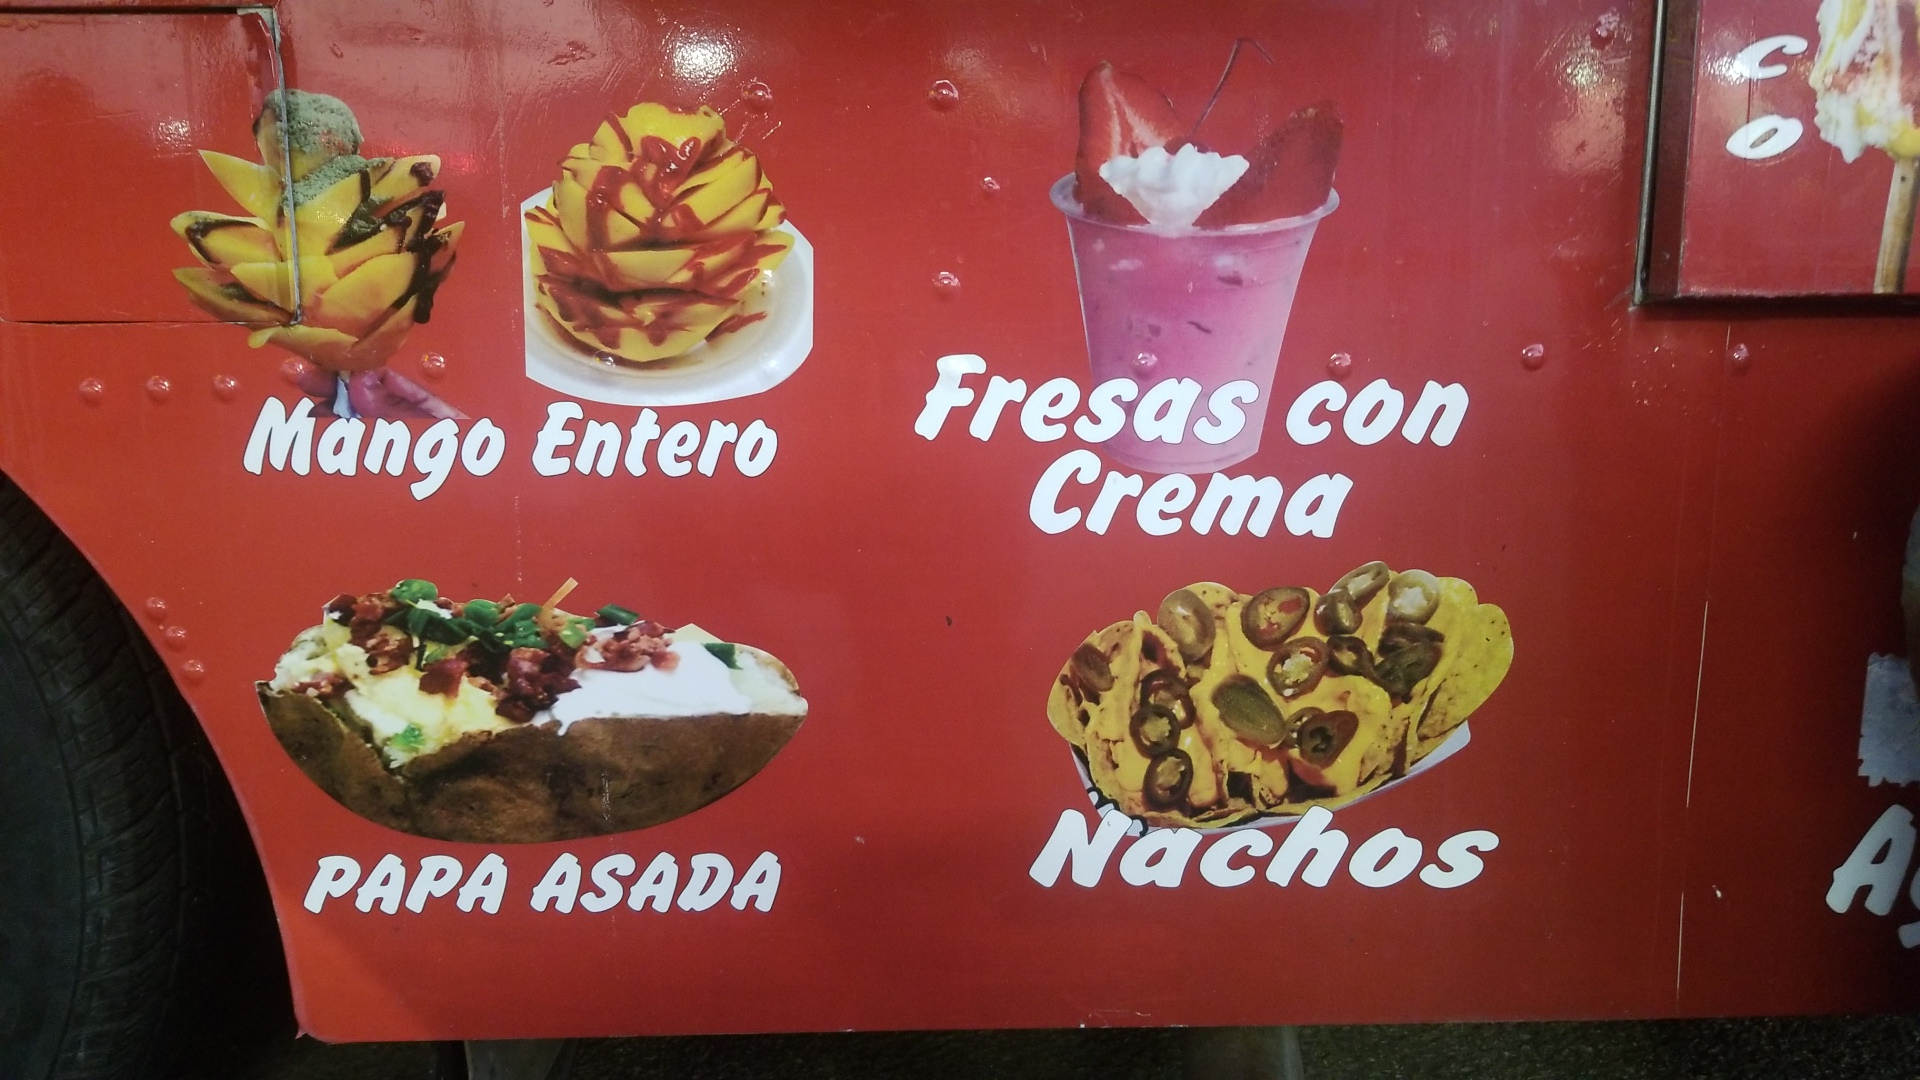 Mango Entero
Fresas con
Crema
PAPA ASADA
Nachos